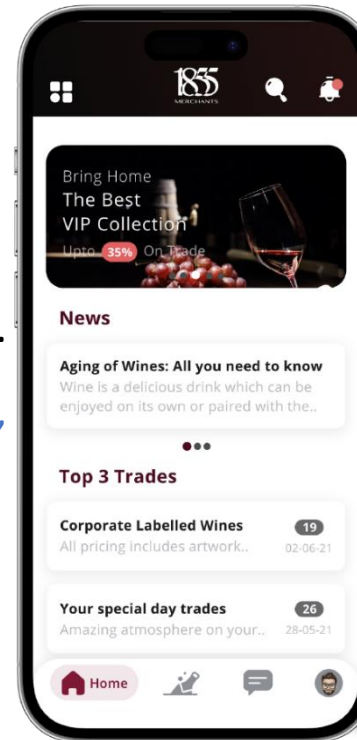 1855
MERCHANTS
Bring Home
The Best
VIP Collection
Upto 35% On Trade
News
Aging of Wines: All you need to know
Wine is a delicious drink which can be
enjoyed on its own or paired with the..
Top 3 Trades
Corporate Labelled Wines 19
All pricing includes artwork.. 02-06-21
Your special day trades 26
Amazing atmosphere on your.. 28-05-21
Home